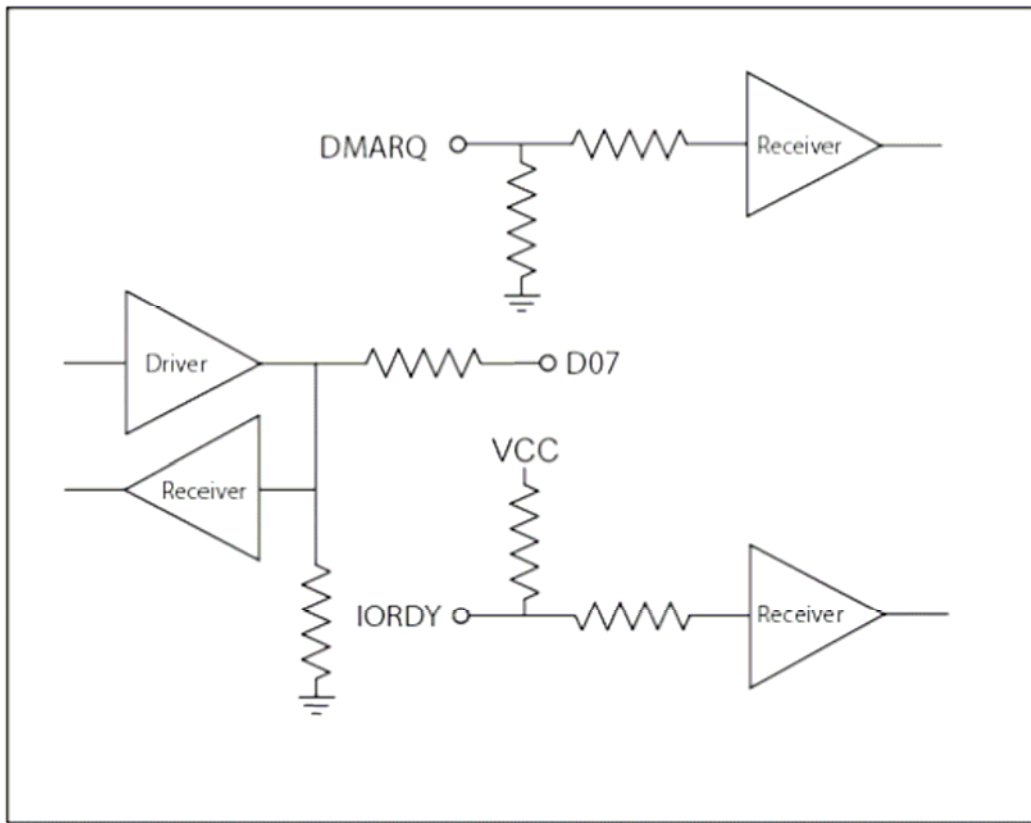 DMARQ
Receiver
Driver
D07
Receiver
VCC
IORDY
Receiver